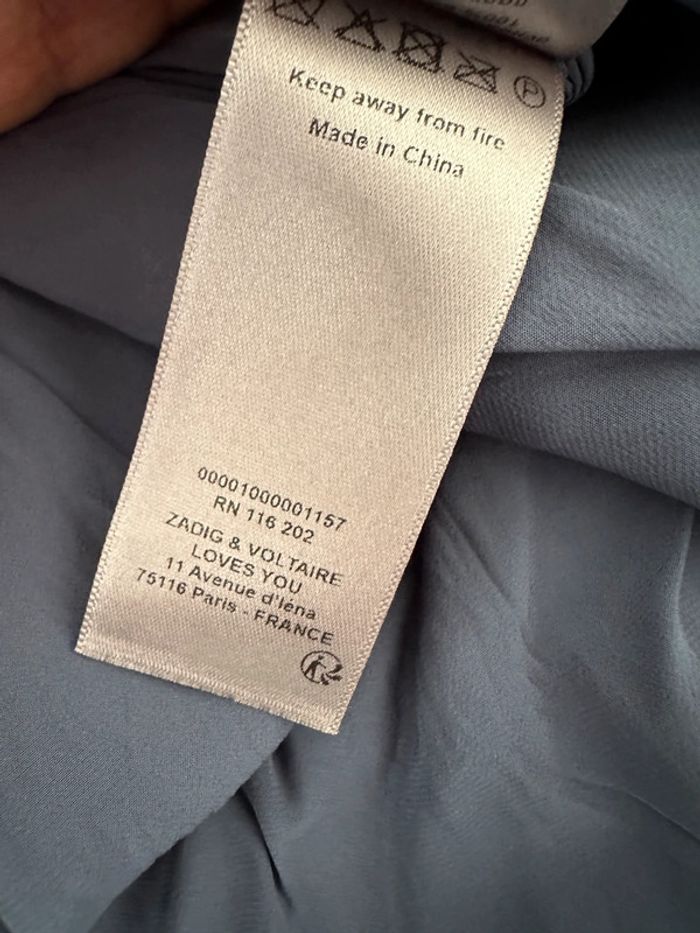 P
Keep away from fire
Made in China
00001000001157
RN 116 202
ZADIG & VOLTAIRE
LOVES YOU
11 Avenue d'Iéna
75116 Paris - FRANCE